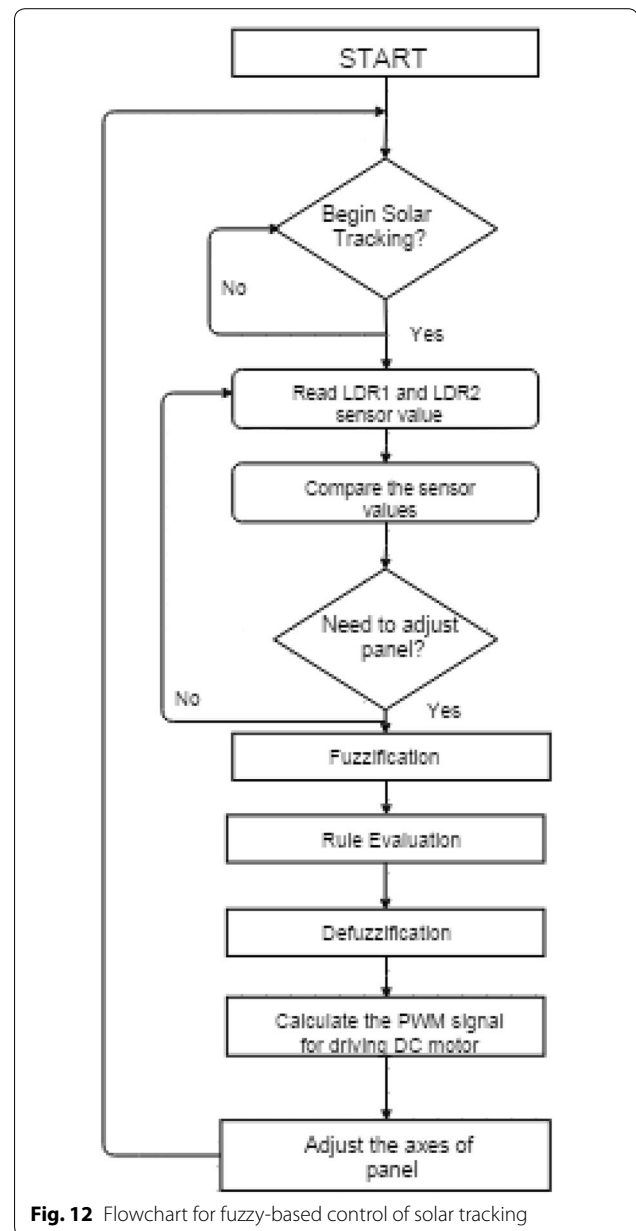 START
Begin Solar
Tracking?
No
Yes
Read LDR1 and LDR2
sensor value
Compare the sensor
values
Need to adjust
panel?
No
Yes
Fuzzification
Rule Evaluation
Defuzzification
Calculate the PWM signal
for driving DC motor
Adjust the axes of
panel
Fig. 12 Flowchart for fuzzy-based control of solar tracking